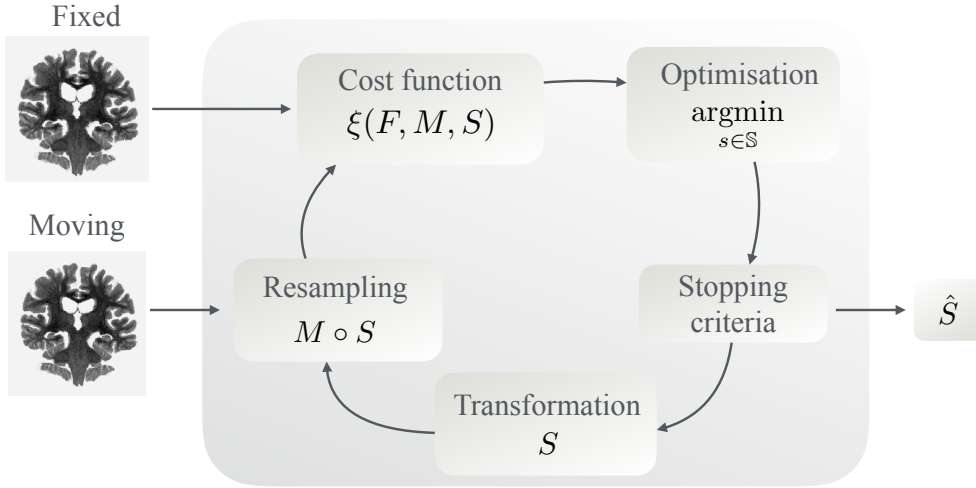 Fixed
Cost function
ξ(F, M, S)
Optimisation
argmin
s∈𝕊
Moving
Resampling
M ∘ S
Stopping
criteria
Ŝ
Transformation
S